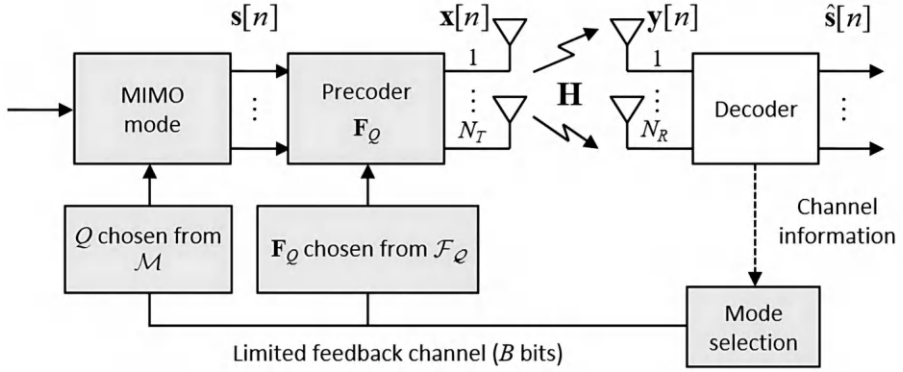 s[n]
x[n]
y[n]
ŝ[n]
MIMO
mode
Precoder
F_Q
1
⋮
N_T
H
1
⋮
N_R
Decoder
⋮
⋮
Q chosen from
ℳ
F_Q chosen from ℱ_Q
Channel
information
Mode
selection
Limited feedback channel (B bits)